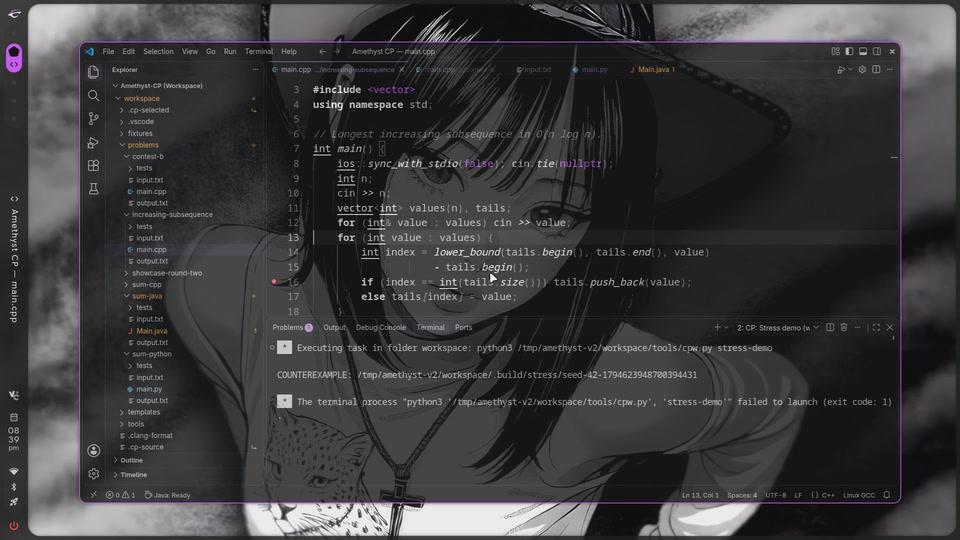 File Edit Selection View Go Run Terminal Help
Amethyst CP — main.cpp
Explorer
Amethyst-CP (Workspace)
workspace
.cp-selected
.vscode
fixtures
problems
contest-b
tests
input.txt
main.cpp
output.txt
increasing-subsequence
tests
input.txt
main.cpp
output.txt
showcase-round-two
sum-cpp
sum-java
tests
input.txt
Main.java 1
output.txt
sum-python
tests
input.txt
main.py
output.txt
templates
tools
.clang-format
.cp-source
Outline
Timeline
main.cpp .../increasing-subsequence
main.cpp
input.txt
main.py
Main.java 1
3 #include <vector>
4 using namespace std;
5
6 // Longest increasing subsequence in O(n log n).
7 int main() {
8 ios::sync_with_stdio(false); cin.tie(nullptr);
9 int n;
10 cin >> n;
11 vector<int> values(n), tails;
12 for (int& value : values) cin >> value;
13 for (int value : values) {
14 int index = lower_bound(tails.begin(), tails.end(), value)
15 - tails.begin();
16 if (index == int(tails.size())) tails.push_back(value);
17 else tails[index] = value;
18 }
Problems 1 Output Debug Console Terminal Ports
2: CP: Stress demo (w
* Executing task in folder workspace: python3 /tmp/amethyst-v2/workspace/tools/cpw.py stress-demo
COUNTEREXAMPLE: /tmp/amethyst-v2/workspace/.build/stress/seed-42-1794623948700394431
* The terminal process "python3 '/tmp/amethyst-v2/workspace/tools/cpw.py', 'stress-demo'" failed to launch (exit code: 1)
0 1 Java: Ready
Ln 13, Col 1 Spaces: 4 UTF-8 LF {} C++ Linux GCC
Amethyst CP — main.cpp
08
39
pm